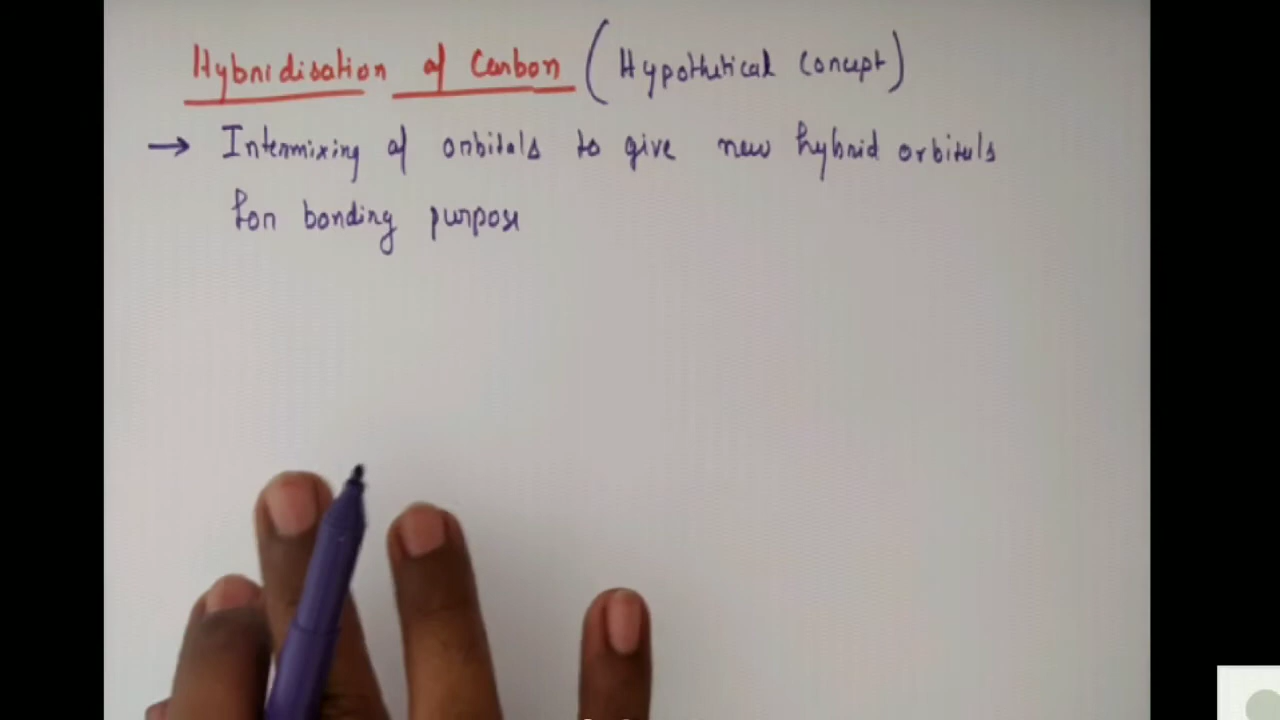 Hybridisation of Carbon (Hypothetical Concept)
→ Intermixing of orbitals to give new hybrid orbitals
for bonding purpose